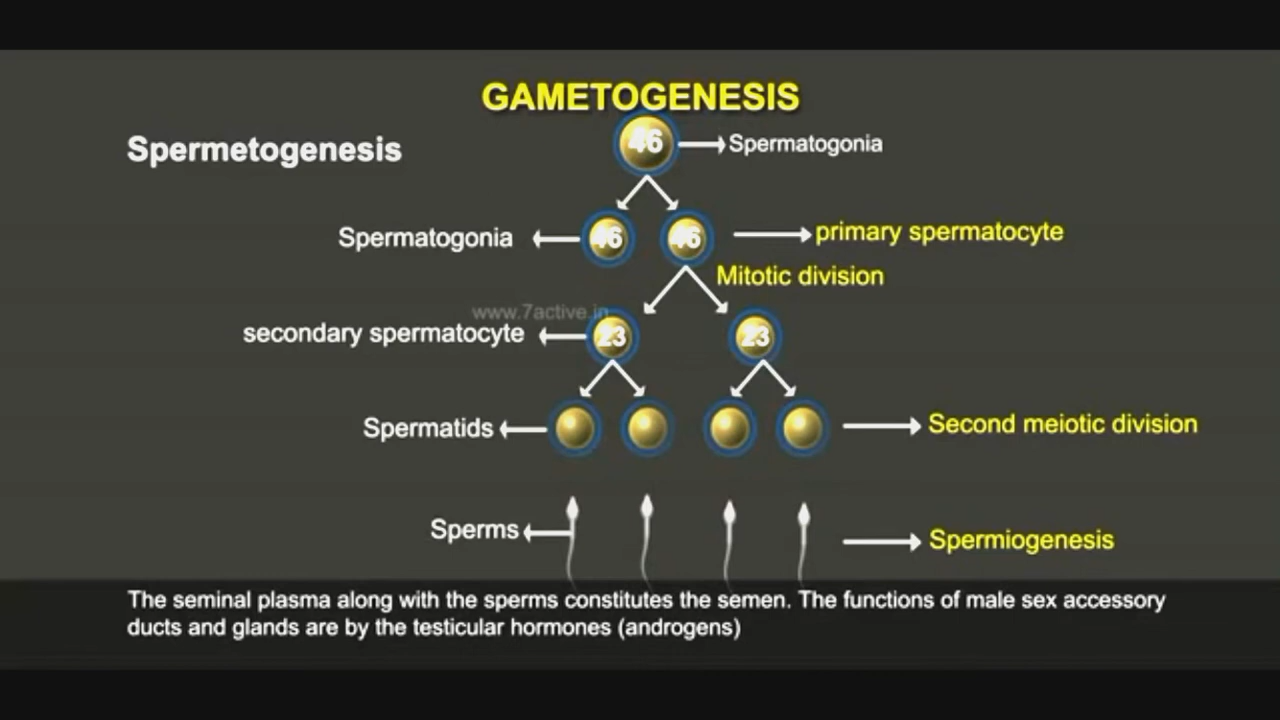 GAMETOGENESIS
Spermetogenesis
46
Spermatogonia
Spermatogonia
46
46
primary spermatocyte
Mitotic division
www.7active.in
secondary spermatocyte
23
23
Spermatids
Second meiotic division
Sperms
Spermiogenesis
The seminal plasma along with the sperms constitutes the semen. The functions of male sex accessory
ducts and glands are by the testicular hormones (androgens)